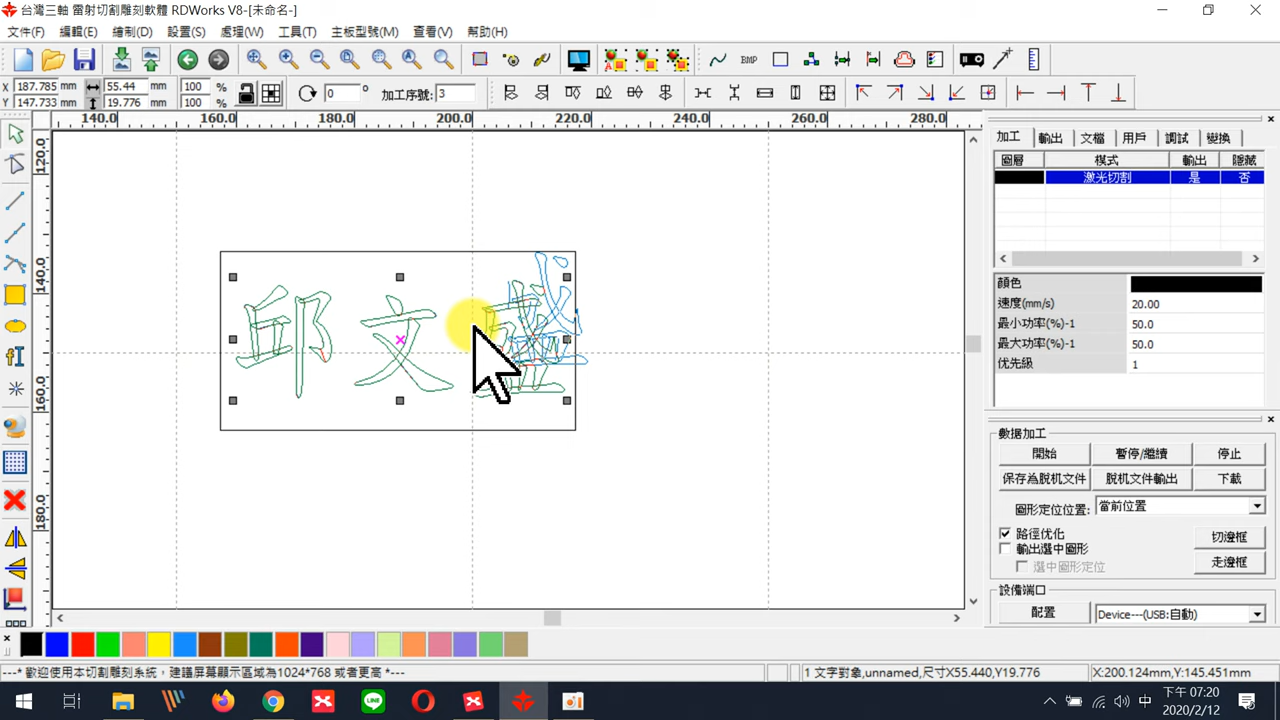 台灣三軸 雷射切割雕刻軟體 RDWorks V8-[未命名-]
文件(F) 編輯(E) 繪制(D) 設置(S) 處理(W) 工具(T) 主板型號(M) 查看(V) 幫助(H)
X 187.785 mm 55.44 mm 100 %
Y 147.733 mm 19.776 mm 100 %
0 ° 加工序號: 3
BMP
140.0 160.0 180.0 200.0 220.0 240.0 260.0 280.0
120.0
140.0
160.0
180.0
邱文
加工 輸出 文檔 用戶 調試 變換
圖層 模式 輸出 隱藏
激光切割 是 否
顏色
速度(mm/s) 20.00
最小功率(%)-1 50.0
最大功率(%)-1 50.0
优先級 1
數據加工
開始 暫停/繼續 停止
保存為脫机文件 脫机文件輸出 下載
圖形定位位置: 當前位置
路徑优化
輸出選中圖形
選中圖形定位
切邊框
走邊框
設備端口
配置 Device---(USB:自動)
---* 歡迎使用本切割雕刻系統，建議屏幕顯示區域為1024*768 或者更高 *---
1 文字對象,unnamed,尺寸X55.440,Y19.776
X:200.124mm,Y:145.451mm
LINE
中
下午 07:20
2020/2/12